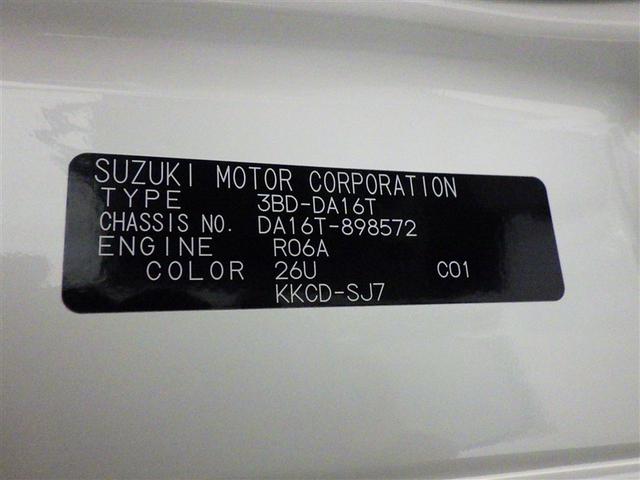 SUZUKI MOTOR CORPORATION
TYPE 3BD-DA16T
CHASSIS NO. DA16T-898572
ENGINE R06A
COLOR 26U C01
KKCD-SJ7